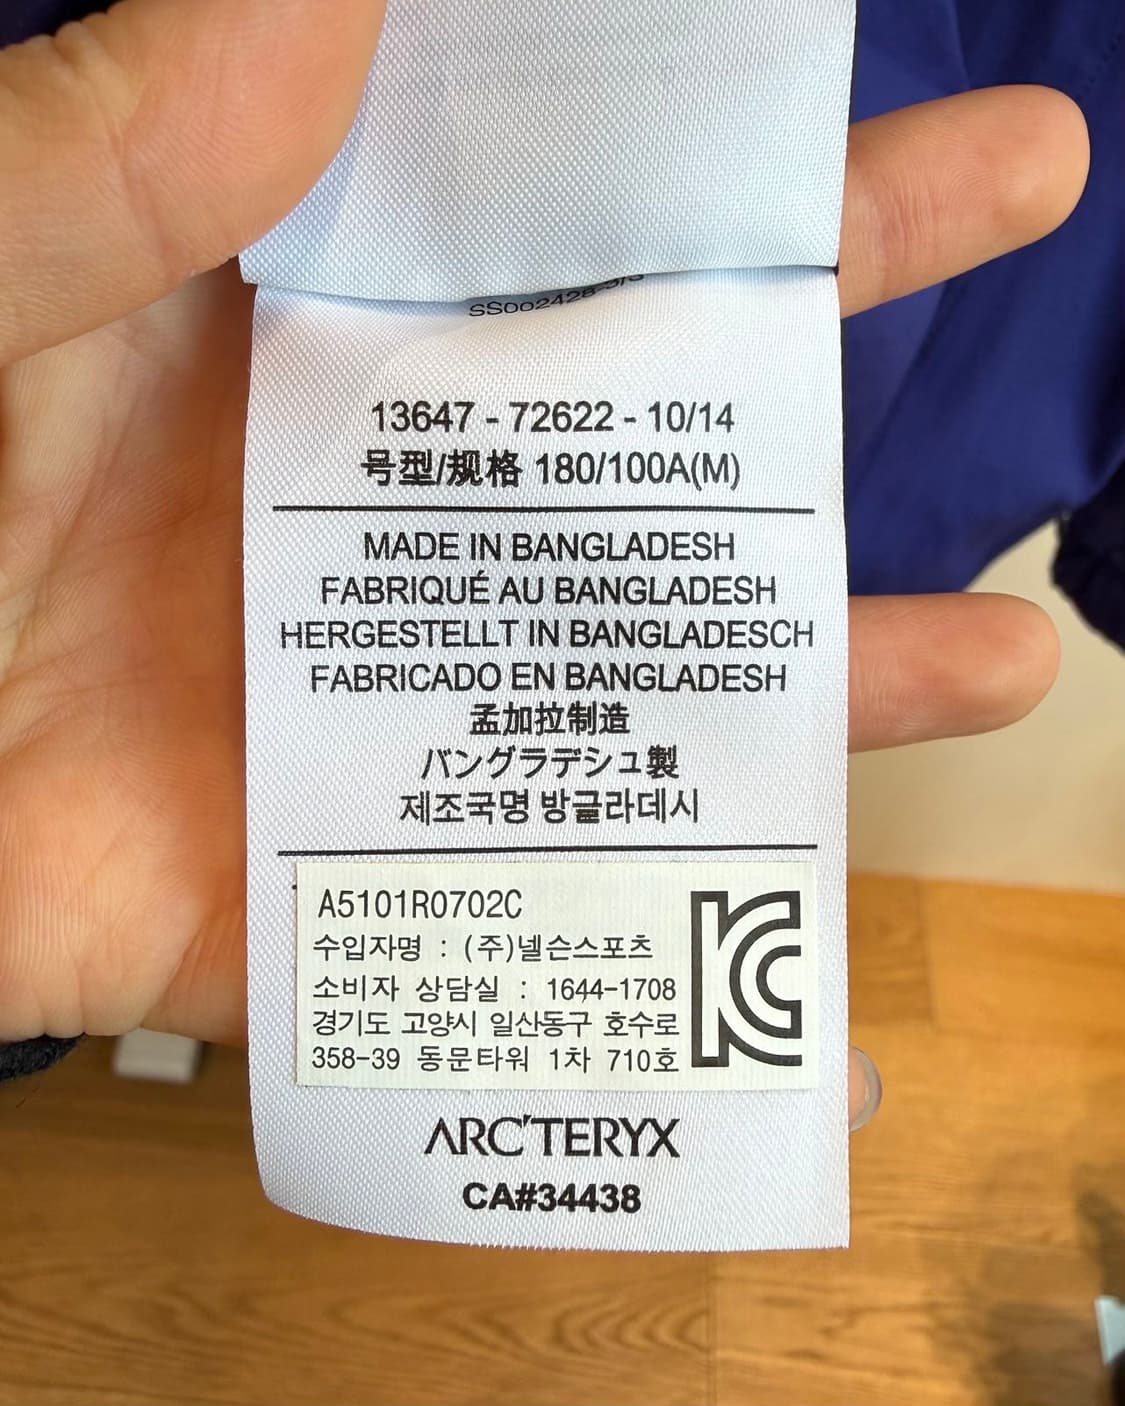 SS002428-3/3
13647 - 72622 - 10/14
号型/规格 180/100A(M)
MADE IN BANGLADESH
FABRIQUÉ AU BANGLADESH
HERGESTELLT IN BANGLADESCH
FABRICADO EN BANGLADESH
孟加拉制造
バングラデシュ製
제조국명 방글라데시
A5101R0702C
수입자명 : (주)넬슨스포츠
소비자 상담실 : 1644-1708
경기도 고양시 일산동구 호수로
358-39 동문타워 1차 710호
ARC'TERYX
CA#34438